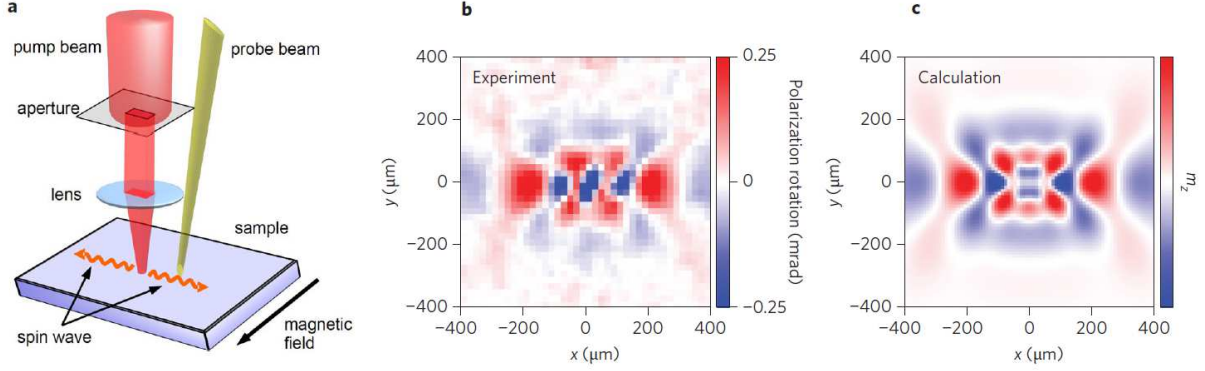 a
pump beam
probe beam
aperture
lens
sample
spin wave
magnetic
field
b
Experiment
400
200
0
−200
−400
y (μm)
−400 −200 0 200 400
x (μm)
0.25
0
−0.25
Polarization rotation (mrad)
c
Calculation
400
200
0
−200
−400
y (μm)
−400 −200 0 200 400
x (μm)
mz